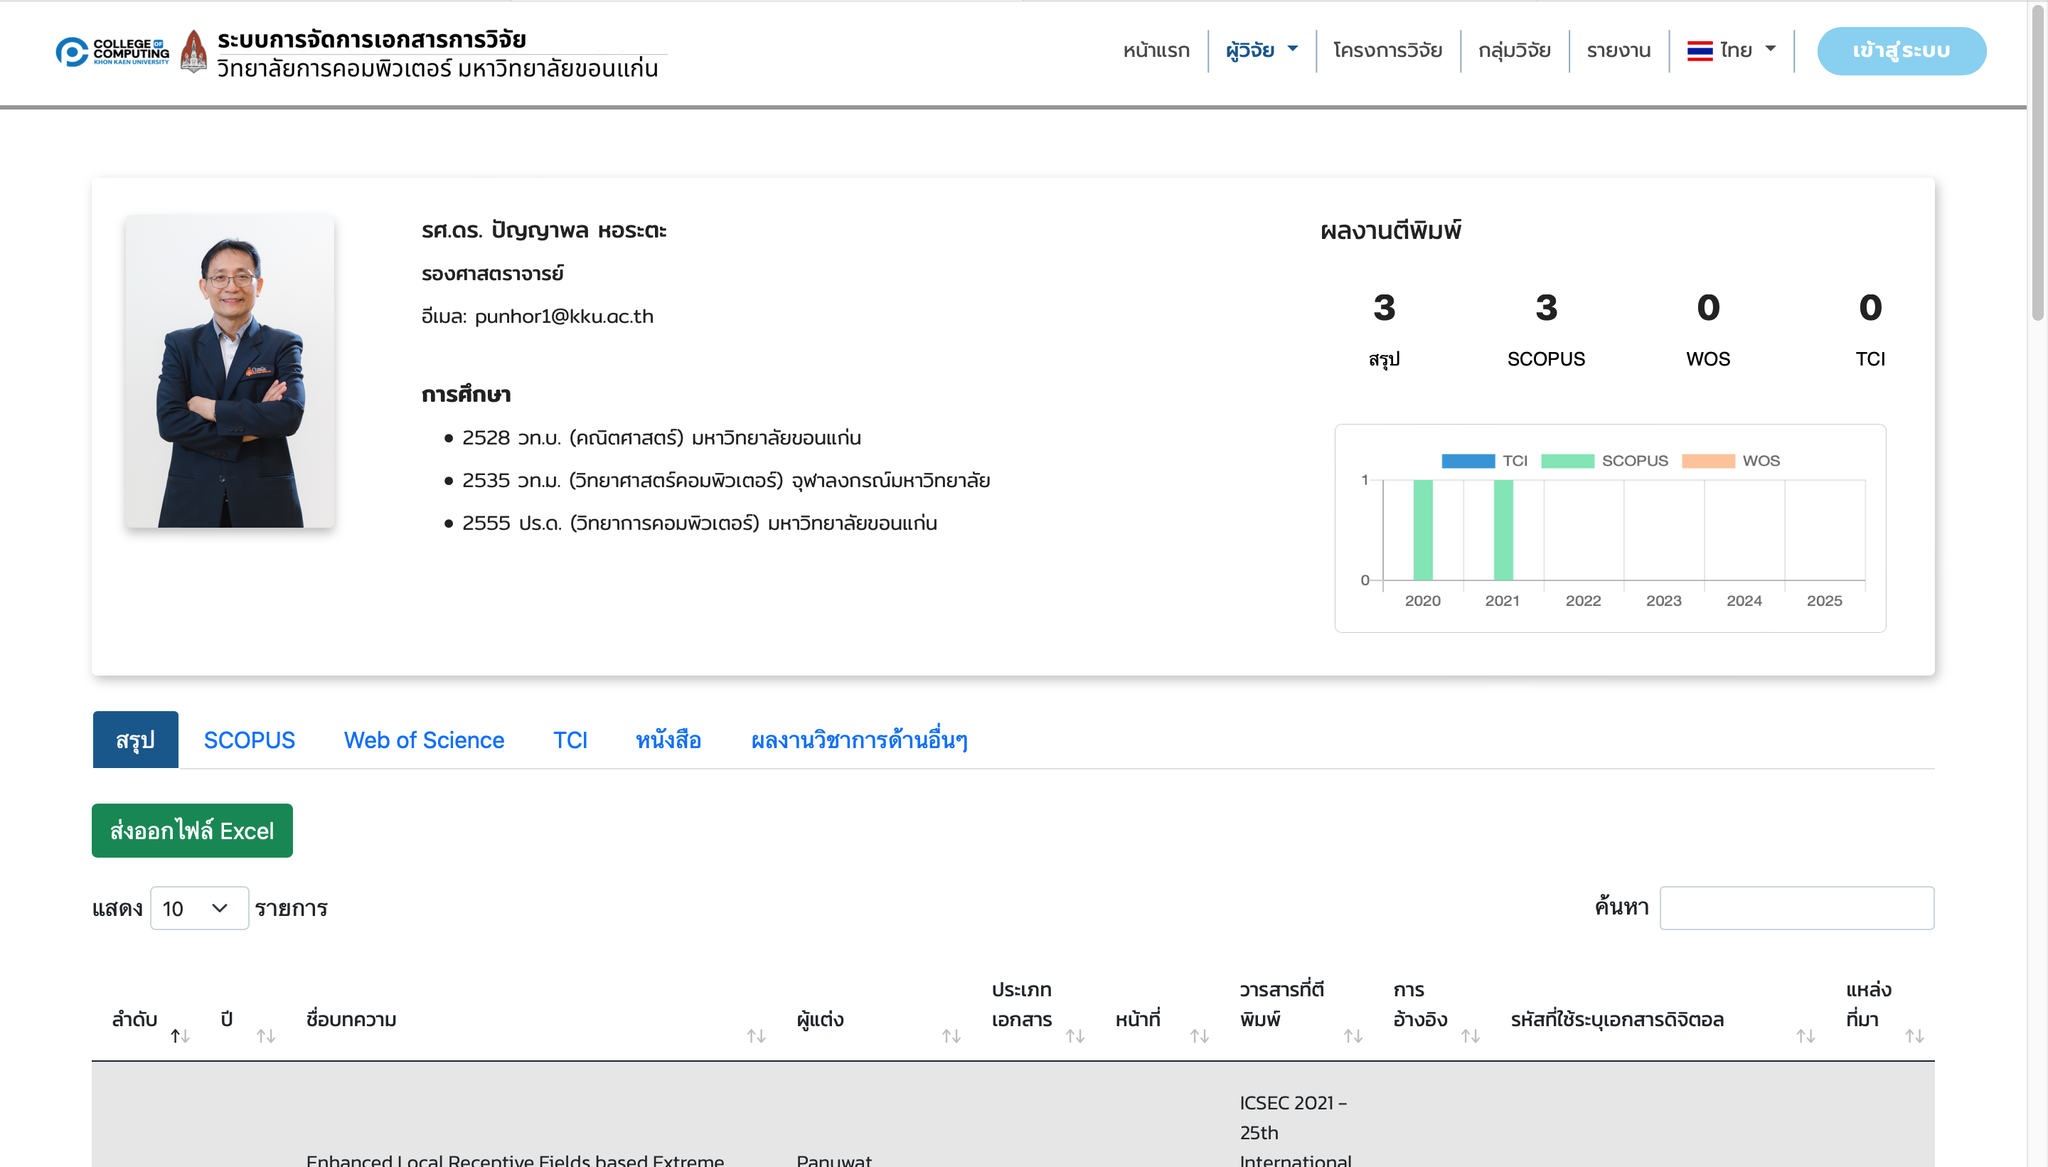 COLLEGE OF
COMPUTING
KHON KAEN UNIVERSITY
ระบบการจัดการเอกสารการวิจัย
วิทยาลัยการคอมพิวเตอร์ มหาวิทยาลัยขอนแก่น
หน้าแรก
ผู้วิจัย
โครงการวิจัย
กลุ่มวิจัย
รายงาน
ไทย
เข้าสู่ระบบ
รศ.ดร. ปัญญาพล หอระตะ
รองศาสตราจารย์
อีเมล: punhor1@kku.ac.th
การศึกษา
2528 วท.บ. (คณิตศาสตร์) มหาวิทยาลัยขอนแก่น
2535 วท.ม. (วิทยาศาสตร์คอมพิวเตอร์) จุฬาลงกรณ์มหาวิทยาลัย
2555 ปร.ด. (วิทยาการคอมพิวเตอร์) มหาวิทยาลัยขอนแก่น
ผลงานตีพิมพ์
3 3 0 0
สรุป SCOPUS WOS TCI
TCI SCOPUS WOS
1
0
2020 2021 2022 2023 2024 2025
สรุป SCOPUS Web of Science TCI หนังสือ ผลงานวิชาการด้านอื่นๆ
ส่งออกไฟล์ Excel
แสดง 10 รายการ
ค้นหา
ลำดับ
ปี
ชื่อบทความ
ผู้แต่ง
ประเภท
เอกสาร
หน้าที่
วารสารที่ตี
พิมพ์
การ
อ้างอิง
รหัสที่ใช้ระบุเอกสารดิจิตอล
แหล่ง
ที่มา
Enhanced Local Receptive Fields based Extreme
Panuwat
ICSEC 2021 –
25th
International